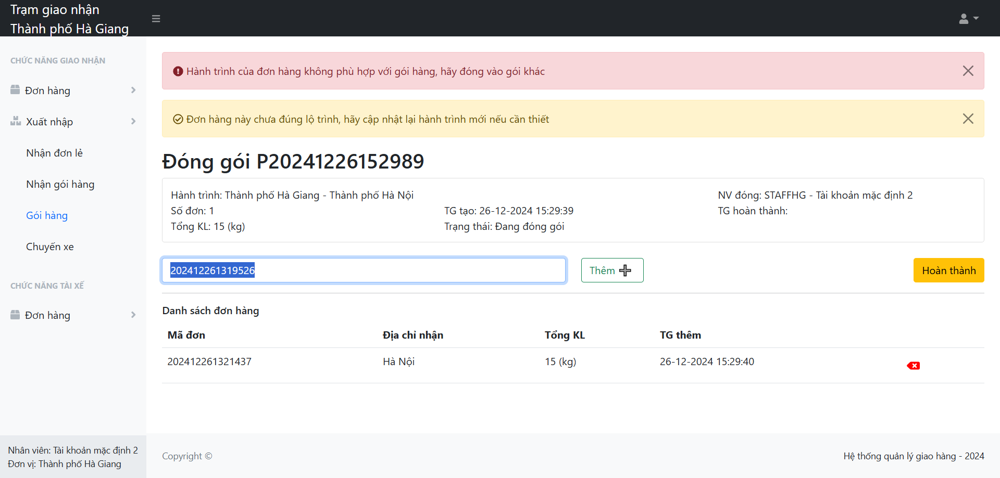 Trạm giao nhận
Thành phố Hà Giang
CHỨC NĂNG GIAO NHẬN
Đơn hàng
Xuất nhập
Nhận đơn lẻ
Nhận gói hàng
Gói hàng
Chuyến xe
CHỨC NĂNG TÀI XẾ
Đơn hàng
Nhân viên: Tài khoản mặc định 2
Đơn vị: Thành phố Hà Giang
Hành trình của đơn hàng không phù hợp với gói hàng, hãy đóng vào gói khác
Đơn hàng này chưa đúng lộ trình, hãy cập nhật lại hành trình mới nếu cần thiết
Đóng gói P20241226152989
Hành trình: Thành phố Hà Giang - Thành phố Hà Nội
NV đóng: STAFFHG - Tài khoản mặc định 2
Số đơn: 1
TG tạo: 26-12-2024 15:29:39
TG hoàn thành:
Tổng KL: 15 (kg)
Trạng thái: Đang đóng gói
202412261319526
Thêm
Hoàn thành
Danh sách đơn hàng
Mã đơn Địa chỉ nhận Tổng KL TG thêm
202412261321437 Hà Nội 15 (kg) 26-12-2024 15:29:40
Copyright ©
Hệ thống quản lý giao hàng - 2024